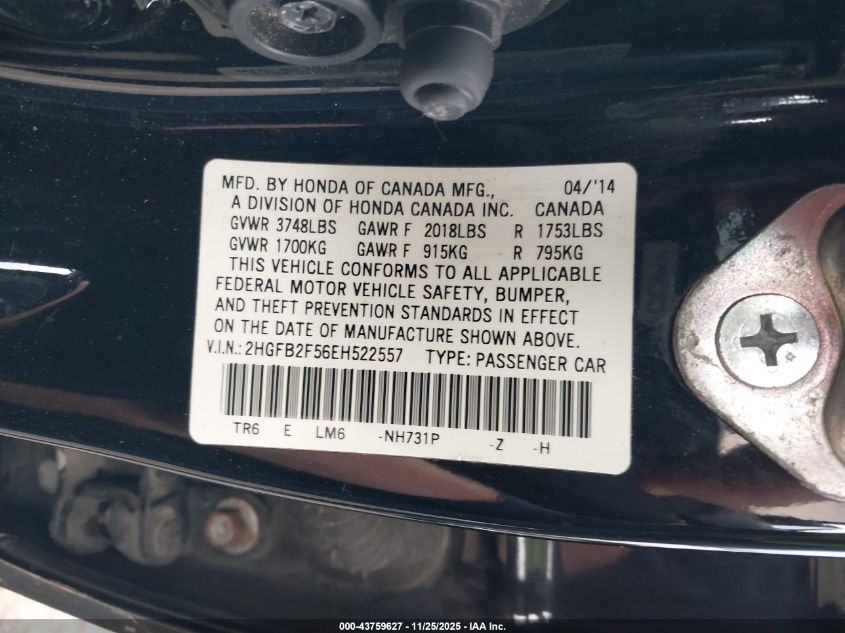 MFD. BY HONDA OF CANADA MFG., 04/'14
A DIVISION OF HONDA CANADA INC. CANADA
GVWR 3748LBS GAWR F 2018LBS R 1753LBS
GVWR 1700KG GAWR F 915KG R 795KG
THIS VEHICLE CONFORMS TO ALL APPLICABLE
FEDERAL MOTOR VEHICLE SAFETY, BUMPER,
AND THEFT PREVENTION STANDARDS IN EFFECT
ON THE DATE OF MANUFACTURE SHOWN ABOVE.
V.I.N.: 2HGFB2F56EH522557 TYPE: PASSENGER CAR
TR6 E LM6 -NH731P -Z -H
000-43759627 - 11/25/2025 - IAA Inc.